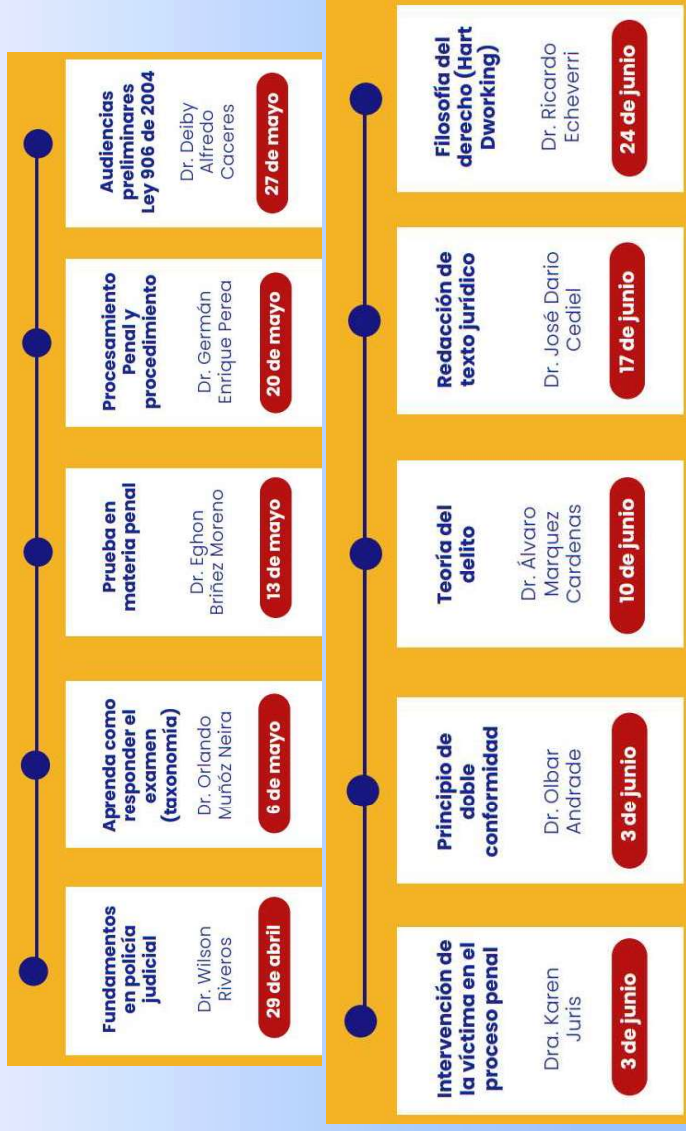 Fundamentos
en policía
judicial
Dr. Wilson
Riveros
29 de abril
Aprenda como
responder el
examen
(taxonomía)
Dr. Orlando
Muñóz Neira
6 de mayo
Prueba en
materia penal
Dr. Eghon
Briñez Moreno
13 de mayo
Procesamiento
Penal y
procedimiento
Dr. Germán
Enrique Perea
20 de mayo
Audiencias
preliminares
Ley 906 de 2004
Dr. Deiby
Alfredo
Caceres
27 de mayo
Intervención de
la víctima en el
proceso penal
Dra. Karen
Juris
3 de junio
Principio de
doble
conformidad
Dr. Olbar
Andrade
3 de junio
Teoría del
delito
Dr. Álvaro
Marquez
Cardenas
10 de junio
Redacción de
texto jurídico
Dr. José Dario
Cediel
17 de junio
Filosofía del
derecho (Hart
Dworking)
Dr. Ricardo
Echeverri
24 de junio